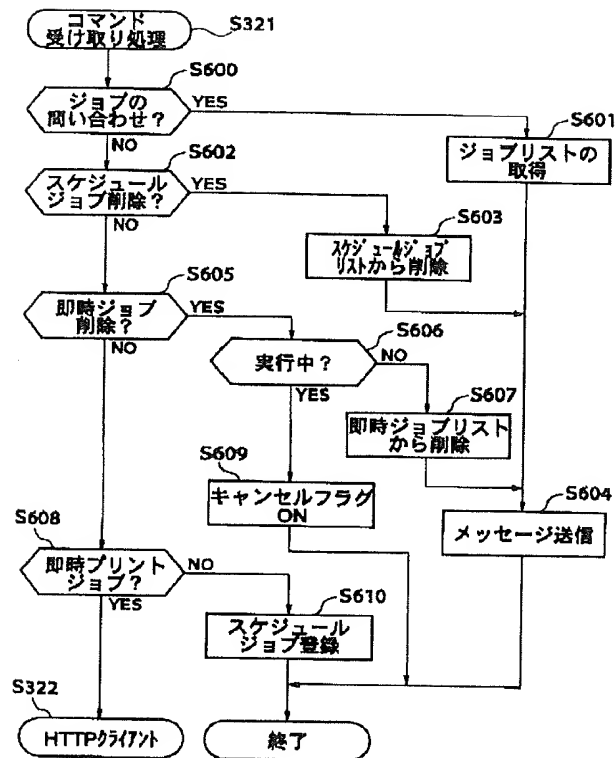 コマンド
受け取り処理
S321
S600
ジョブの
問い合わせ？
YES
NO
S601
ジョブリストの
取得
S602
スケジュール
ジョブ削除？
YES
NO
S603
スケジュールジョブ
リストから削除
S605
即時ジョブ
削除？
YES
NO
S606
実行中？
NO
YES
S607
即時ジョブリスト
から削除
S609
キャンセルフラグ
ON
S604
メッセージ送信
S608
即時プリント
ジョブ？
NO
YES
S610
スケジュール
ジョブ登録
S322
HTTPクライアント
終了